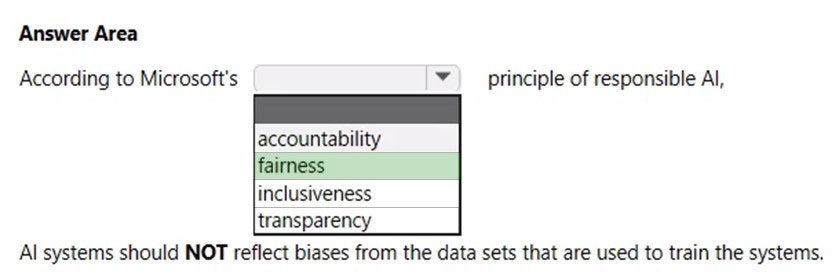 Answer Area
According to Microsoft's principle of responsible AI,
accountability
fairness
inclusiveness
transparency
AI systems should NOT reflect biases from the data sets that are used to train the systems.